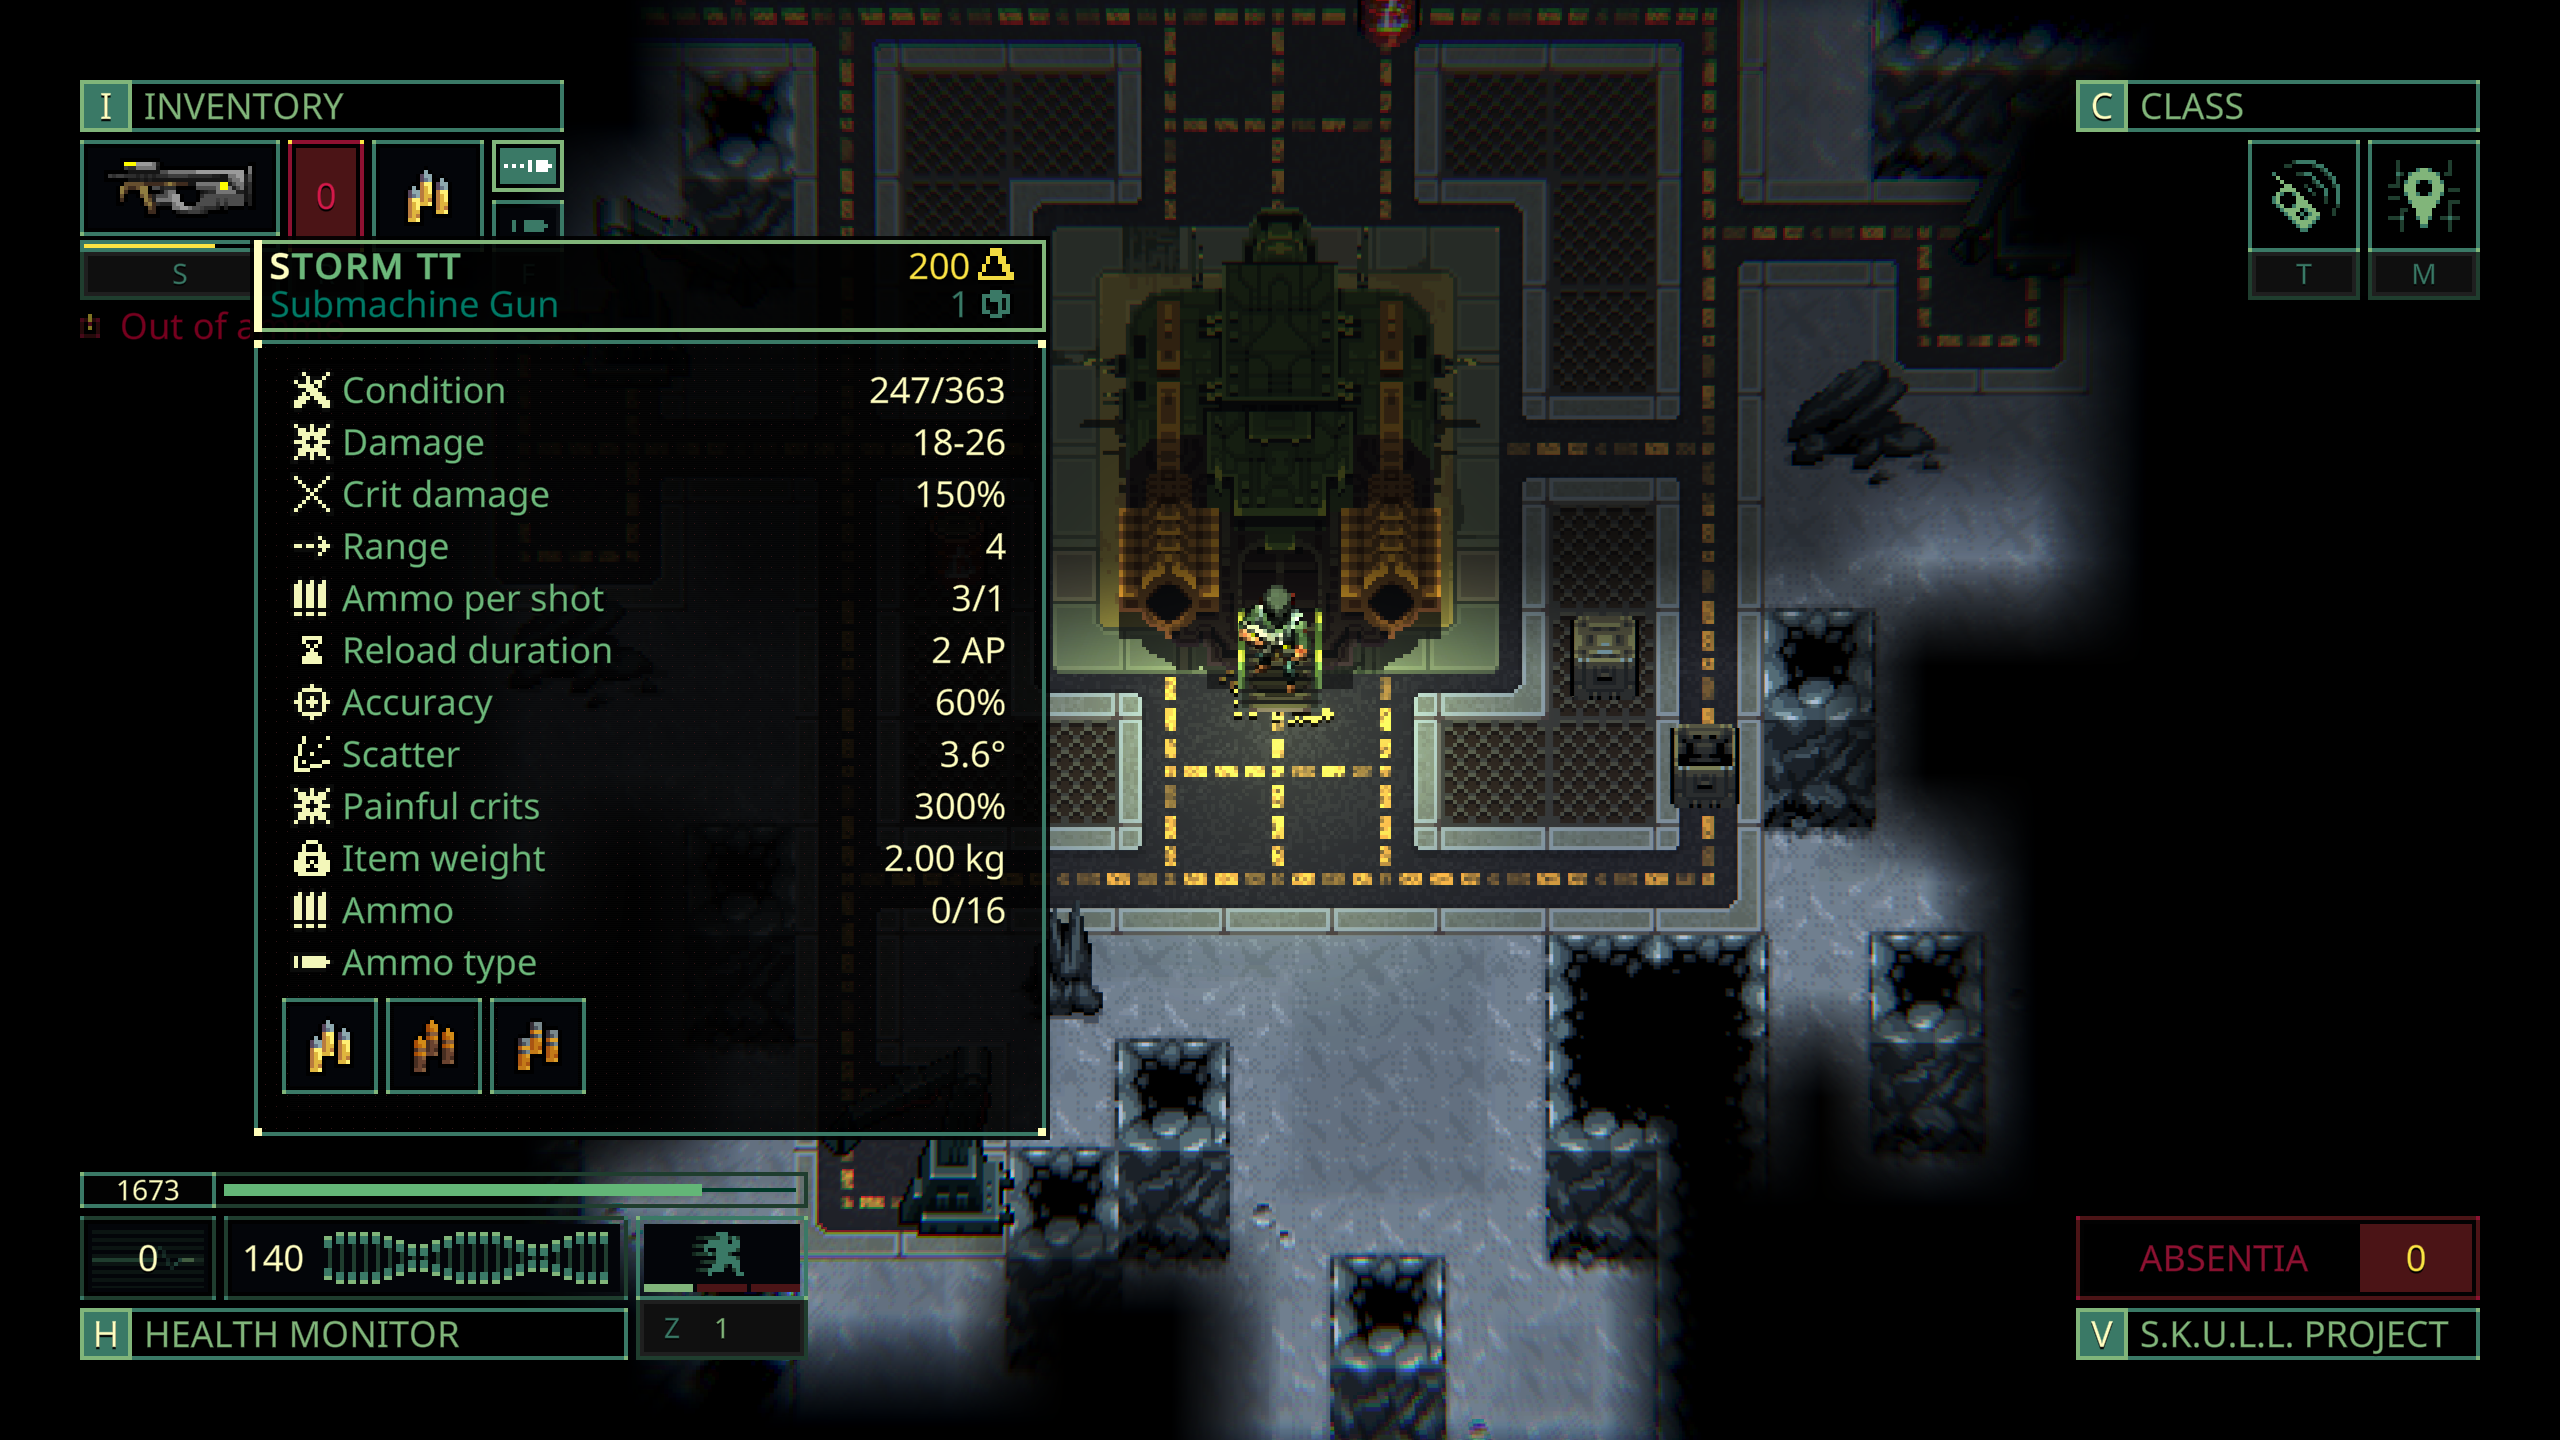 I INVENTORY
C CLASS
0
S
F
T
M
Out of a
STORM TT 200
Submachine Gun 1
Condition 247/363
Damage 18-26
Crit damage 150%
Range 4
Ammo per shot 3/1
Reload duration 2 AP
Accuracy 60%
Scatter 3.6°
Painful crits 300%
Item weight 2.00 kg
Ammo 0/16
Ammo type
1673
0
140
Z 1
H HEALTH MONITOR
ABSENTIA 0
V S.K.U.L.L. PROJECT